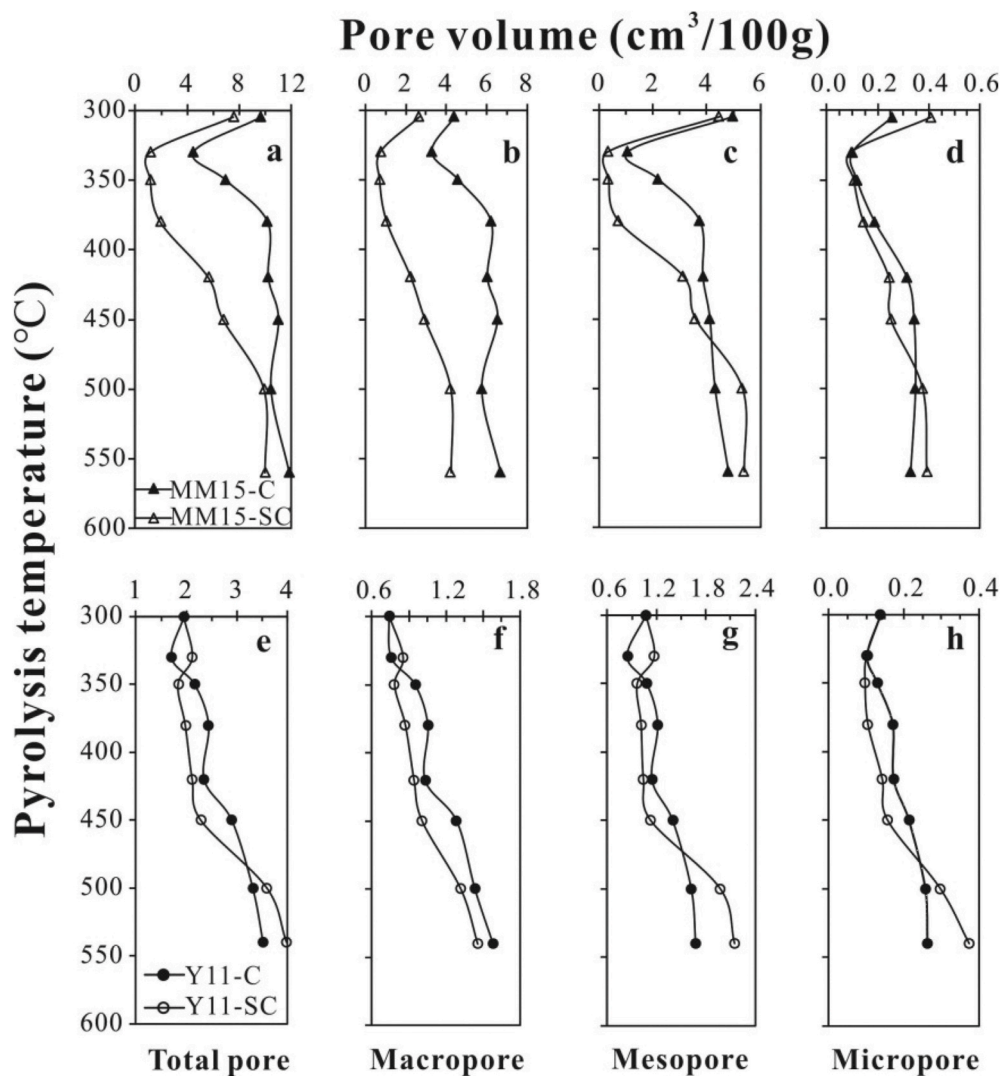 Pore volume (cm³/100g)
0 4 8 12
0 2 4 6 8
0 2 4 6
0.0 0.2 0.4 0.6
Pyrolysis temperature (°C)
300
350
400
450
500
550
600
a
b
c
d
MM15-C
MM15-SC
1 2 3 4
0.6 1.2 1.8
0.6 1.2 1.8 2.4
0.0 0.2 0.4
300
350
400
450
500
550
600
e
f
g
h
Y11-C
Y11-SC
Total pore
Macropore
Mesopore
Micropore